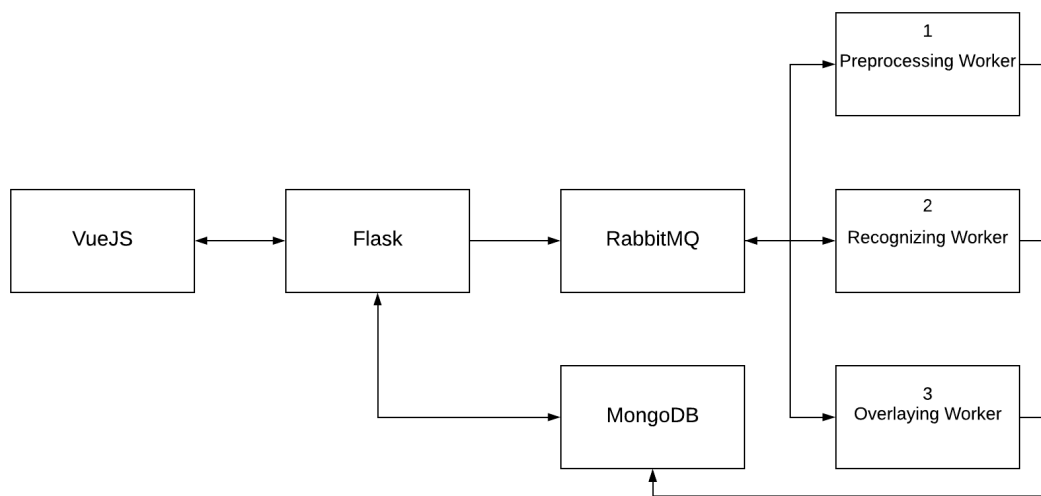 1
Preprocessing Worker
VueJS
Flask
RabbitMQ
2
Recognizing Worker
MongoDB
3
Overlaying Worker